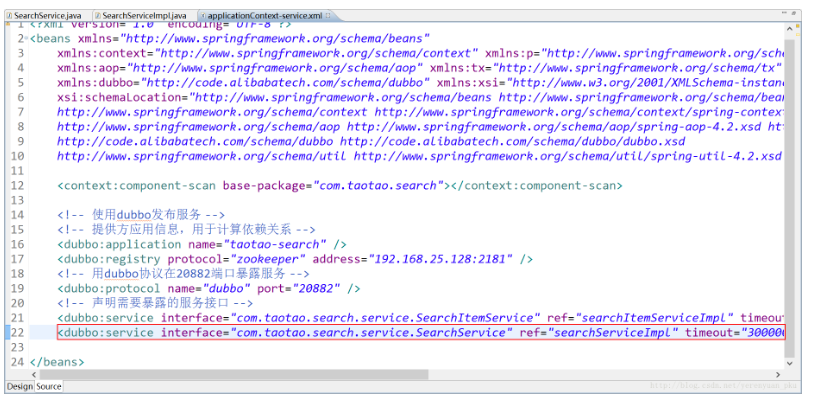 SearchService.java SearchServiceImpl.java applicationContext-service.xml
1 <?xml version="1.0" encoding="UTF-8"?>
2 <beans xmlns="http://www.springframework.org/schema/beans"
3 xmlns:context="http://www.springframework.org/schema/context" xmlns:p="http://www.springframework.org/sche
4 xmlns:aop="http://www.springframework.org/schema/aop" xmlns:tx="http://www.springframework.org/schema/tx"
5 xmlns:dubbo="http://code.alibabatech.com/schema/dubbo" xmlns:xsi="http://www.w3.org/2001/XMLSchema-instan
6 xsi:schemaLocation="http://www.springframework.org/schema/beans http://www.springframework.org/schema/bea
7 http://www.springframework.org/schema/context http://www.springframework.org/schema/context/spring-context
8 http://www.springframework.org/schema/aop http://www.springframework.org/schema/aop/spring-aop-4.2.xsd ht
9 http://code.alibabatech.com/schema/dubbo http://code.alibabatech.com/schema/dubbo/dubbo.xsd
10 http://www.springframework.org/schema/util http://www.springframework.org/schema/util/spring-util-4.2.xsd
11
12 <context:component-scan base-package="com.taotao.search"></context:component-scan>
13
14 <!-- 使用dubbo发布服务 -->
15 <!-- 提供方应用信息，用于计算依赖关系 -->
16 <dubbo:application name="taotao-search" />
17 <dubbo:registry protocol="zookeeper" address="192.168.25.128:2181" />
18 <!-- 用dubbo协议在20882端口暴露服务 -->
19 <dubbo:protocol name="dubbo" port="20882" />
20 <!-- 声明需要暴露的服务接口 -->
21 <dubbo:service interface="com.taotao.search.service.SearchItemService" ref="searchItemServiceImpl" timeou
22 <dubbo:service interface="com.taotao.search.service.SearchService" ref="searchServiceImpl" timeout="30000
23
24 </beans>
Design Source